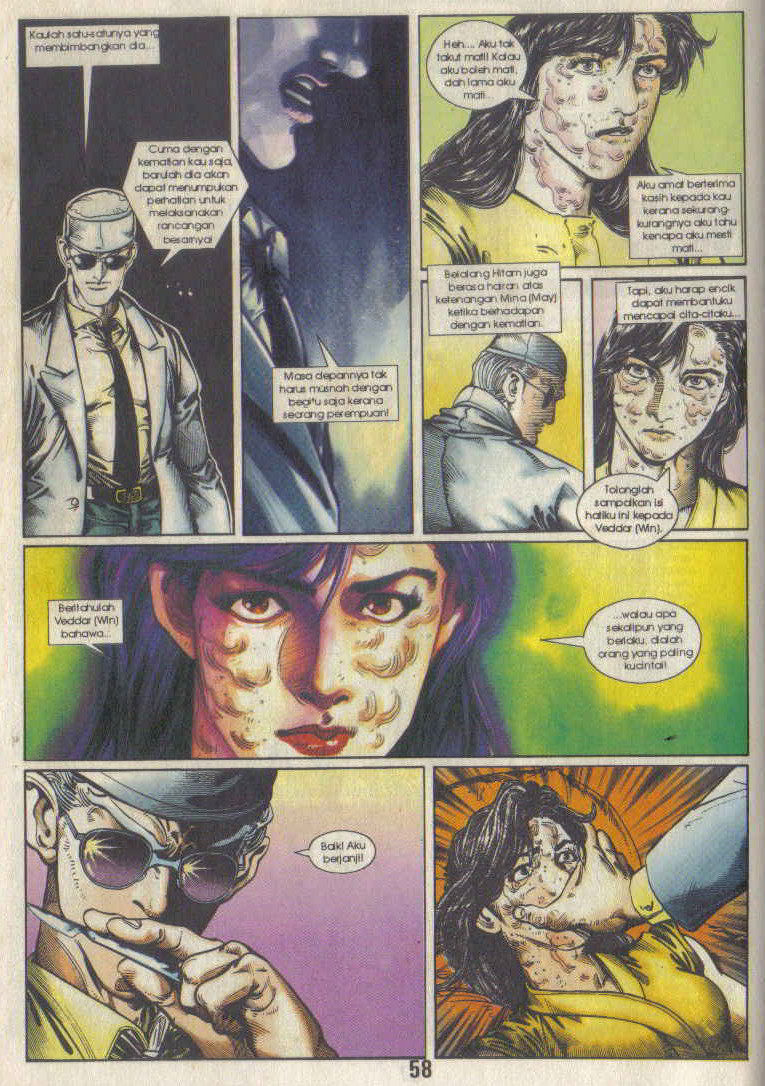 Kaulah satu-satunya yang
membimbangkan dia...
Cuma dengan
kematian kau saja,
barulah dia akan
dapat menumpukan
perhatian untuk
melaksanakan
rancangan
besarnya!
Masa depannya tak
harus musnah dengan
begitu saja kerana
seorang perempuan!
Heh... Aku tak
takut mati! Kalau
aku boleh mati,
dah lama aku
mati...
Aku amat berterima
kasih kepada kau
kerana sekurang-
kurangnya aku tahu
kenapa aku mesti
mati...
Belalang Hitam juga
berasa hairan atas
ketenangan Mina (May)
ketika berhadapan
dengan kematian.
Tapi, aku harap encik
dapat membantuku
mencapai cita-citaku...
Tolonglah
sampaikan isi
hatiku ini kepada
Veddar (Win).
Beritahulah
Veddar (Win)
bahawa...
...walau apa
sekalipun yang
berlaku, dialah
orang yang paling
kucintai!
Baik! Aku
berjanji!
58